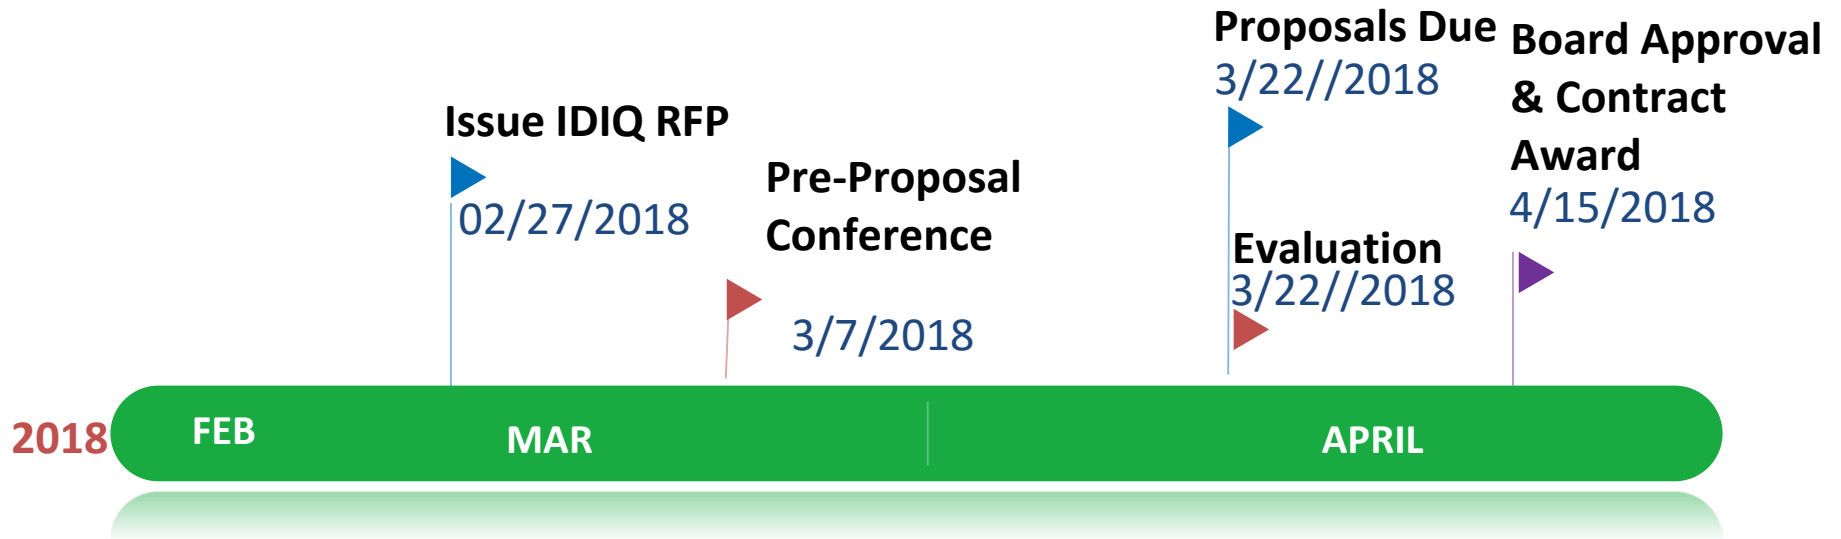 Issue IDIQ RFP
02/27/2018
Pre-Proposal
Conference
3/7/2018
Proposals Due
3/22//2018
Evaluation
3/22//2018
Board Approval
& Contract
Award
4/15/2018
2018
FEB
MAR
APRIL